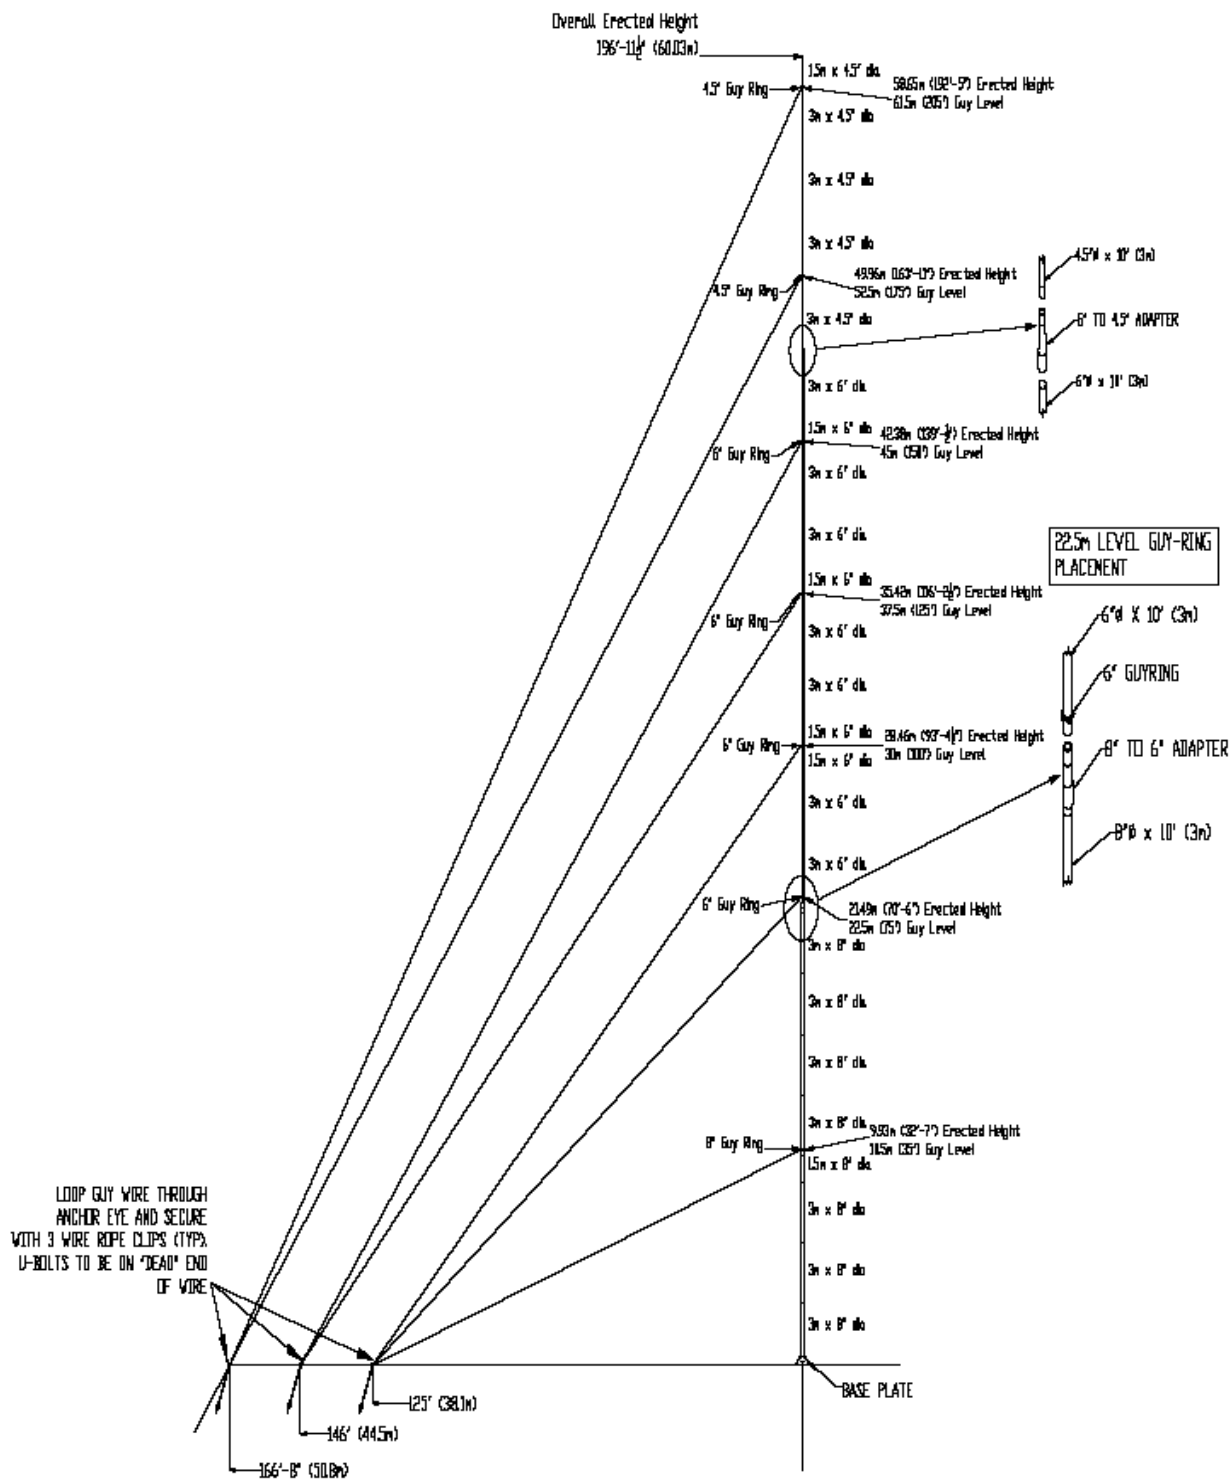 Overall Erected Height
196'-11½" (60.03m)
1.5m x 4.5" dia.
4.5" Guy Ring
58.65m (192'-5") Erected Height
61.5m (205') Guy Level
3m x 4.5" dia
3m x 4.5" dia
3m x 4.5" dia
4.5" Guy Ring
49.96m Erected Height
52.5m (175') Guy Level
3m x 4.5" dia
4.5"Ø x 10' (3m)
6" TO 4.5" ADAPTER
6"Ø x 10' (3m)
3m x 6" dia.
1.5m x 6" dia
6" Guy Ring
42.38m (139'-½") Erected Height
45m (150') Guy Level
3m x 6" dia.
3m x 6" dia.
22.5m LEVEL GUY-RING
PLACEMENT
1.5m x 6" dia
6" Guy Ring
35.42m (116'-2½") Erected Height
37.5m (125') Guy Level
3m x 6" dia.
6"Ø X 10' (3m)
6" GUYRING
3m x 6" dia.
1.5m x 6" dia
6" Guy Ring
28.46m (93'-4½") Erected Height
30m (100') Guy Level
1.5m x 6" dia.
8" TO 6" ADAPTER
3m x 6" dia.
8"Ø x 10' (3m)
3m x 6" dia.
6" Guy Ring
21.49m (70'-6") Erected Height
22.5m (75') Guy Level
3m x 8" dia
3m x 8" dia.
3m x 8" dia.
3m x 8" dia.
8" Guy Ring
9.93m (32'-7") Erected Height
(35') Guy Level
1.5m x 8" dia.
3m x 8" dia
3m x 8" dia
3m x 8" dia
LOOP GUY WIRE THROUGH
ANCHOR EYE AND SECURE
WITH 3 WIRE ROPE CLIPS (TYP).
U-BOLTS TO BE ON "DEAD" END
OF WIRE
BASE PLATE
125' (38.1m)
146' (44.5m)
166'-8" (50.8m)